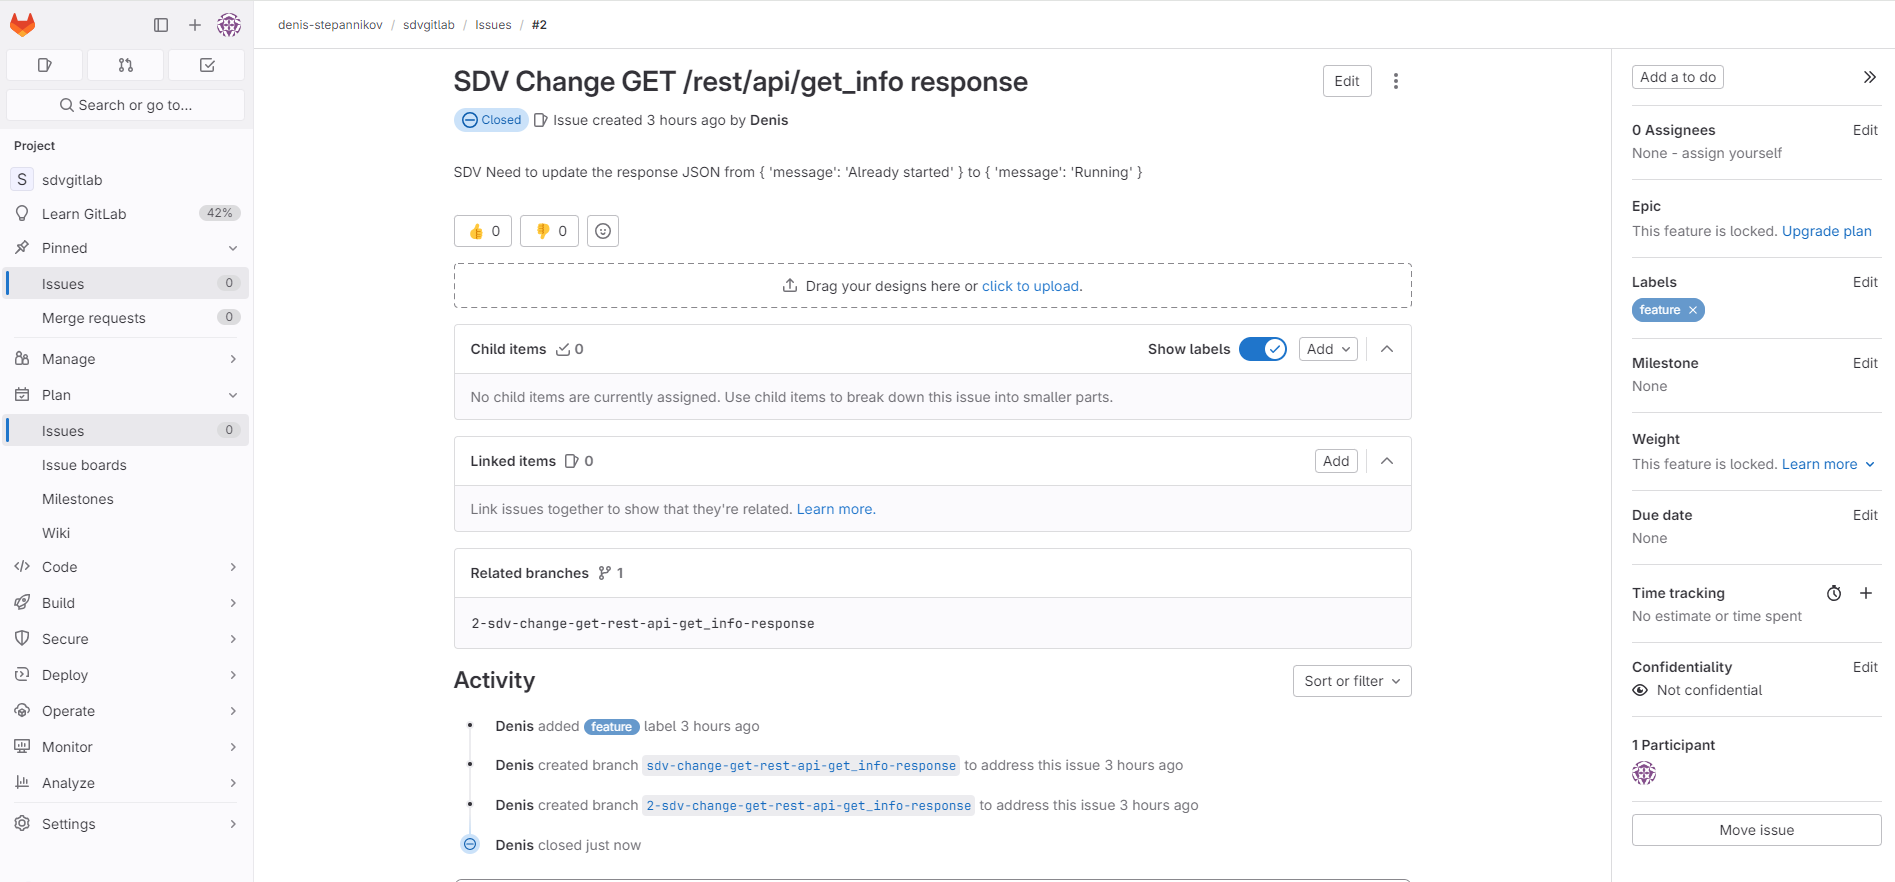 denis-stepannikov / sdvgitlab / Issues / #2
Search or go to...
Project
S sdvgitlab
Learn GitLab 42%
Pinned
Issues 0
Merge requests 0
Manage
Plan
Issues 0
Issue boards
Milestones
Wiki
Code
Build
Secure
Deploy
Operate
Monitor
Analyze
Settings
SDV Change GET /rest/api/get_info response
Edit
Closed Issue created 3 hours ago by Denis
SDV Need to update the response JSON from { 'message': 'Already started' } to { 'message': 'Running' }
0 0
Drag your designs here or click to upload.
Child items 0 Show labels Add
No child items are currently assigned. Use child items to break down this issue into smaller parts.
Linked items 0 Add
Link issues together to show that they're related. Learn more.
Related branches 1
2-sdv-change-get-rest-api-get_info-response
Activity Sort or filter
Denis added feature label 3 hours ago
Denis created branch sdv-change-get-rest-api-get_info-response to address this issue 3 hours ago
Denis created branch 2-sdv-change-get-rest-api-get_info-response to address this issue 3 hours ago
Denis closed just now
Add a to do
0 Assignees Edit
None - assign yourself
Epic
This feature is locked. Upgrade plan
Labels Edit
feature
Milestone Edit
None
Weight
This feature is locked. Learn more
Due date Edit
None
Time tracking
No estimate or time spent
Confidentiality Edit
Not confidential
1 Participant
Move issue